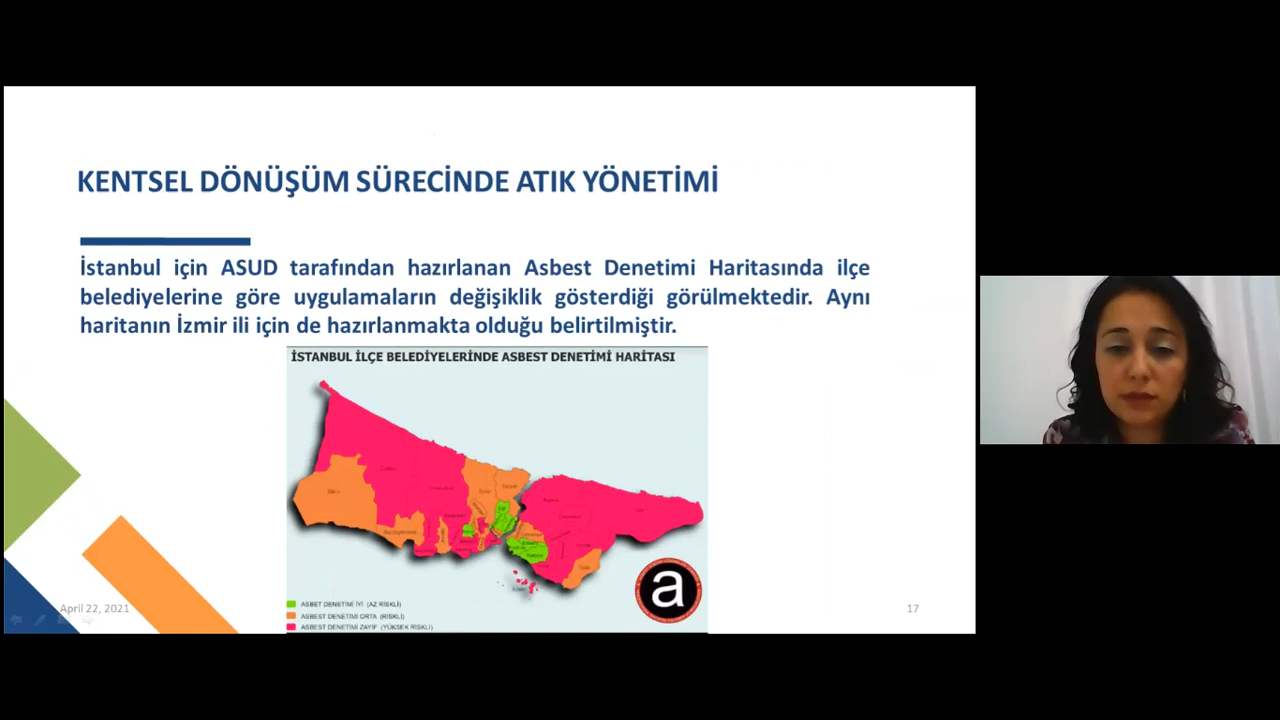 KENTSEL DÖNÜŞÜM SÜRECİNDE ATIK YÖNETİMİ
İstanbul için ASUD tarafından hazırlanan Asbest Denetimi Haritasında ilçe
belediyelerine göre uygulamaların değişiklik gösterdiği görülmektedir. Aynı
haritanın İzmir ili için de hazırlanmakta olduğu belirtilmiştir.
İSTANBUL İLÇE BELEDİYELERİNDE ASBEST DENETİMİ HARİTASI
a
ASBET DENETİMİ İYİ (AZ RİSKLİ)
ASBEST DENETİMİ ORTA (RİSKLİ)
ASBEST DENETİMİ ZAYIF (YÜKSEK RİSKLİ)
April 22, 2021
17